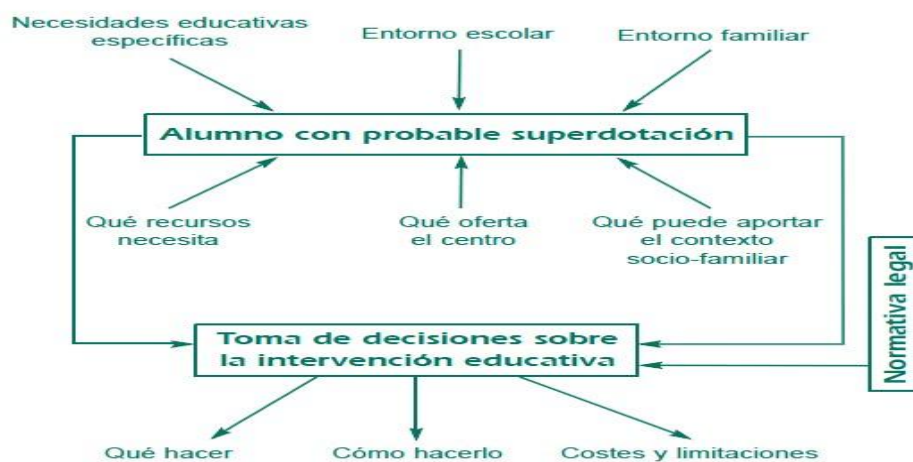 Necesidades educativas
específicas
Entorno escolar
Entorno familiar
Alumno con probable superdotación
Qué recursos
necesita
Qué oferta
el centro
Qué puede aportar
el contexto
socio-familiar
Normativa legal
Toma de decisiones sobre
la intervención educativa
Qué hacer
Cómo hacerlo
Costes y limitaciones